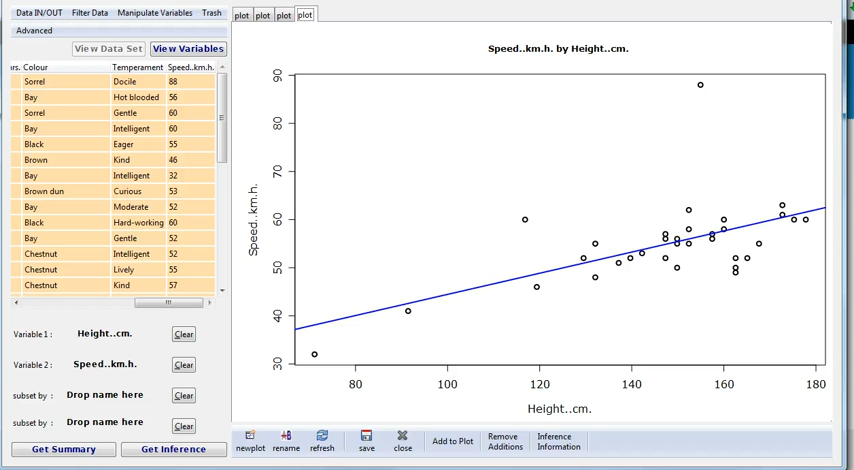 Data IN/OUT Filter Data Manipulate Variables Trash
Advanced
View Data Set View Variables
rs. Colour Temperament Speed..km.h.
Sorrel Docile 88
Bay Hot blooded 56
Sorrel Gentle 60
Bay Intelligent 60
Black Eager 55
Brown Kind 46
Bay Intelligent 32
Brown dun Curious 53
Bay Moderate 52
Black Hard-working 60
Bay Gentle 52
Chestnut Intelligent 52
Chestnut Lively 55
Chestnut Kind 57
Variable 1 : Height..cm. Clear
Variable 2 : Speed..km.h. Clear
subset by : Drop name here Clear
subset by : Drop name here Clear
Get Summary Get Inference
plot plot plot plot
Speed..km.h. by Height..cm.
90
80
70
60
50
40
30
Speed..km.h.
80 100 120 140 160 180
Height..cm.
newplot rename refresh save close Add to Plot Remove Additions Inference Information